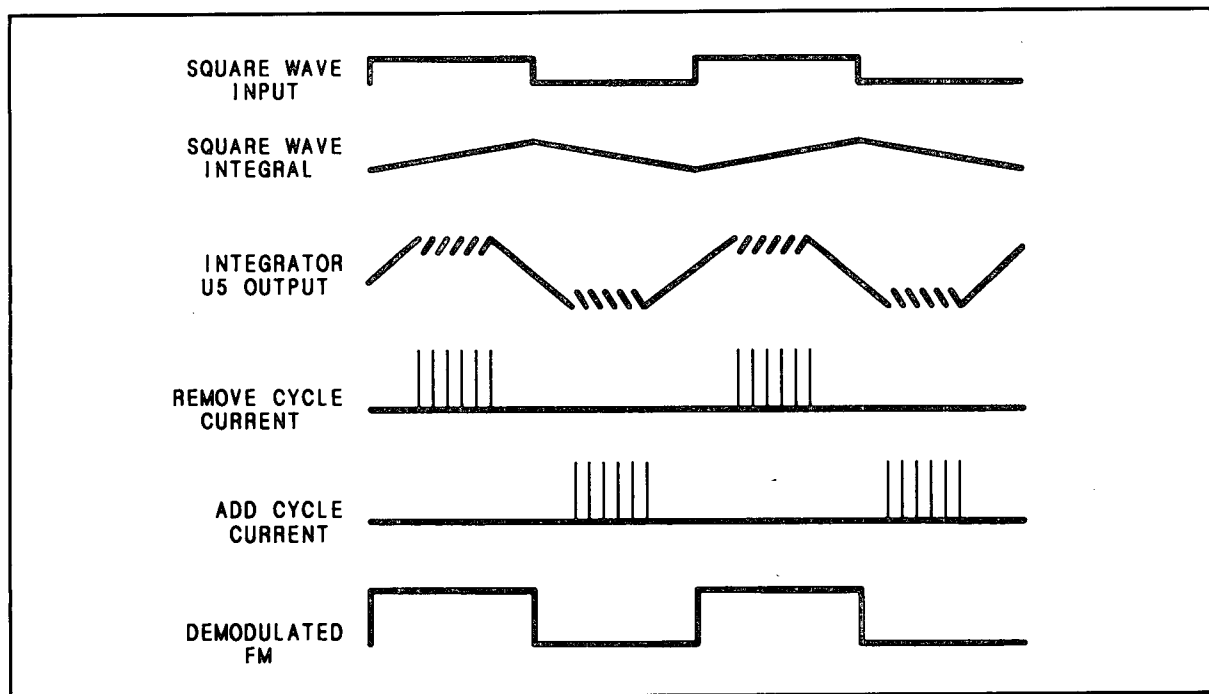 SQUARE WAVE
INPUT
SQUARE WAVE
INTEGRAL
INTEGRATOR
U5 OUTPUT
REMOVE CYCLE
CURRENT
ADD CYCLE
CURRENT
DEMODULATED
FM